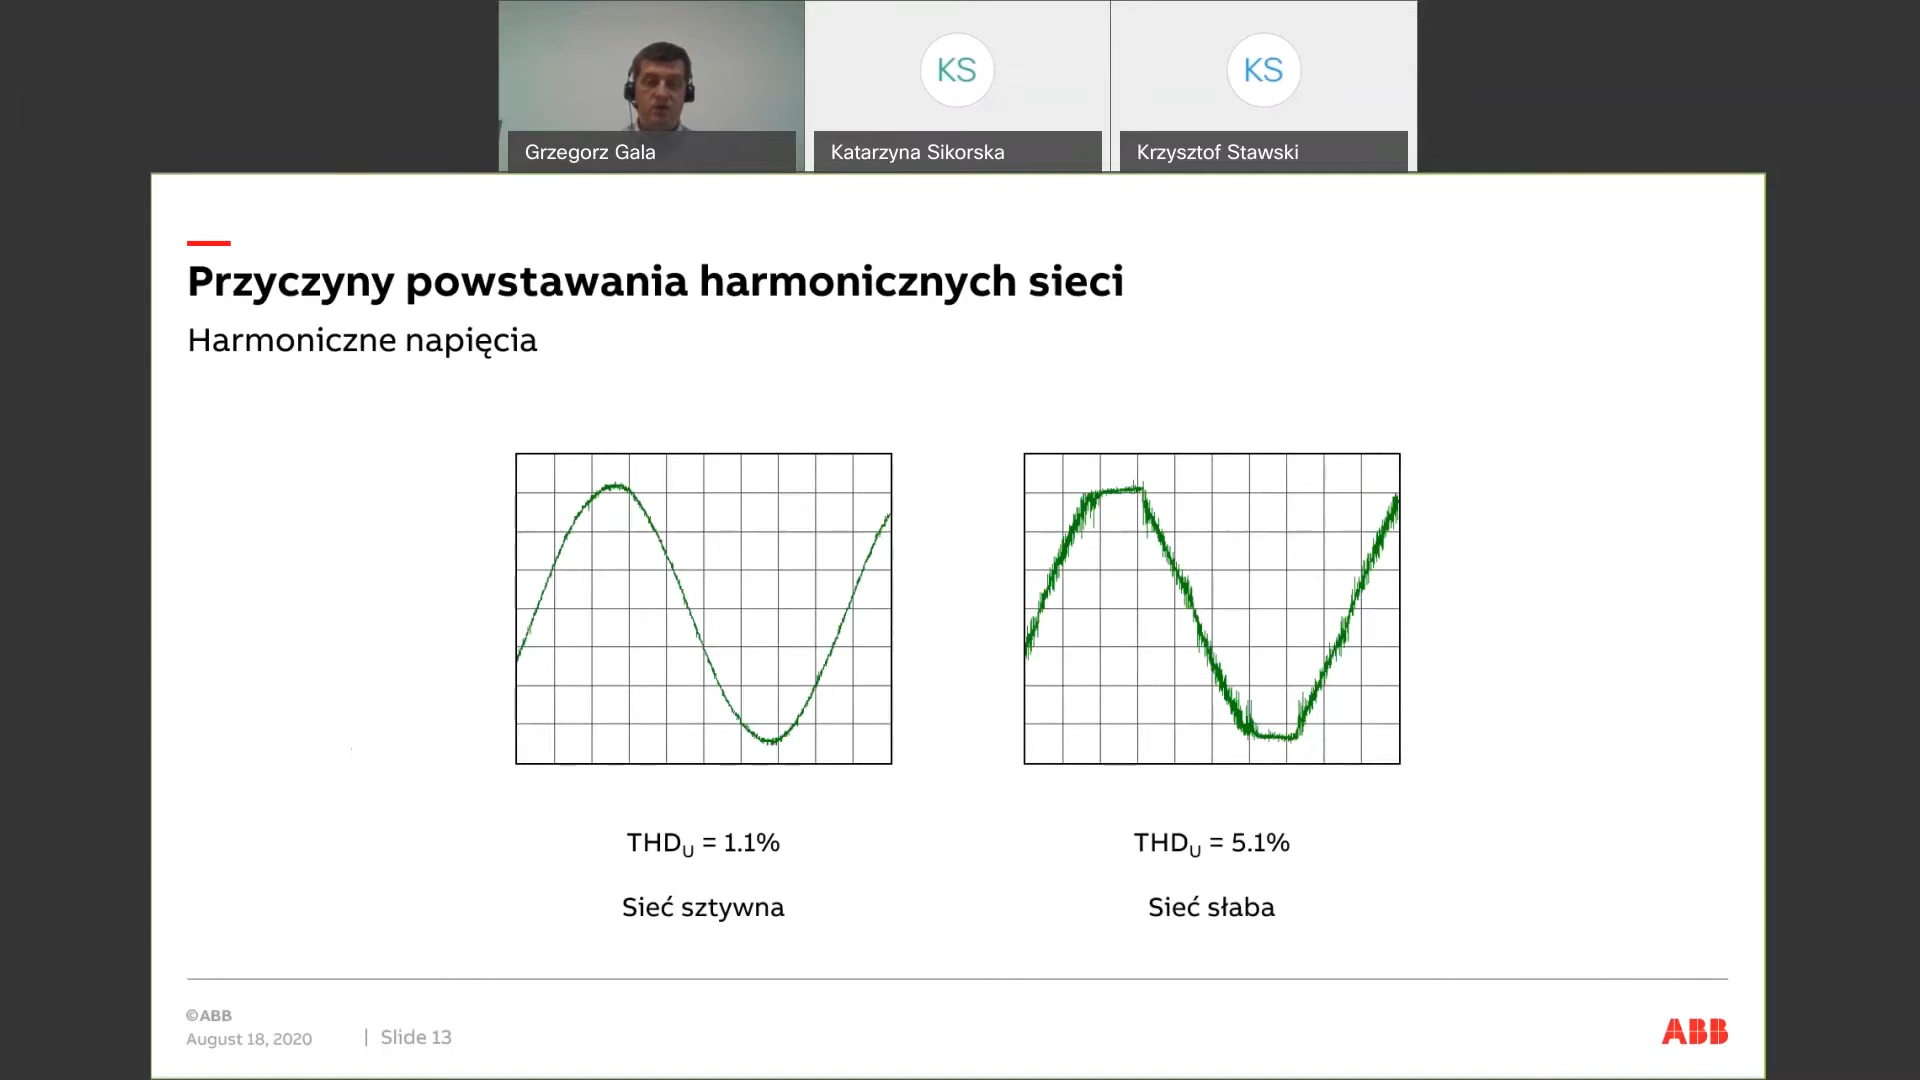 KS
KS
Grzegorz Gala
Katarzyna Sikorska
Krzysztof Stawski
Przyczyny powstawania harmonicznych sieci
Harmoniczne napięcia
THDU = 1.1%
THDU = 5.1%
Sieć sztywna
Sieć słaba
©ABB
August 18, 2020 | Slide 13
ABB